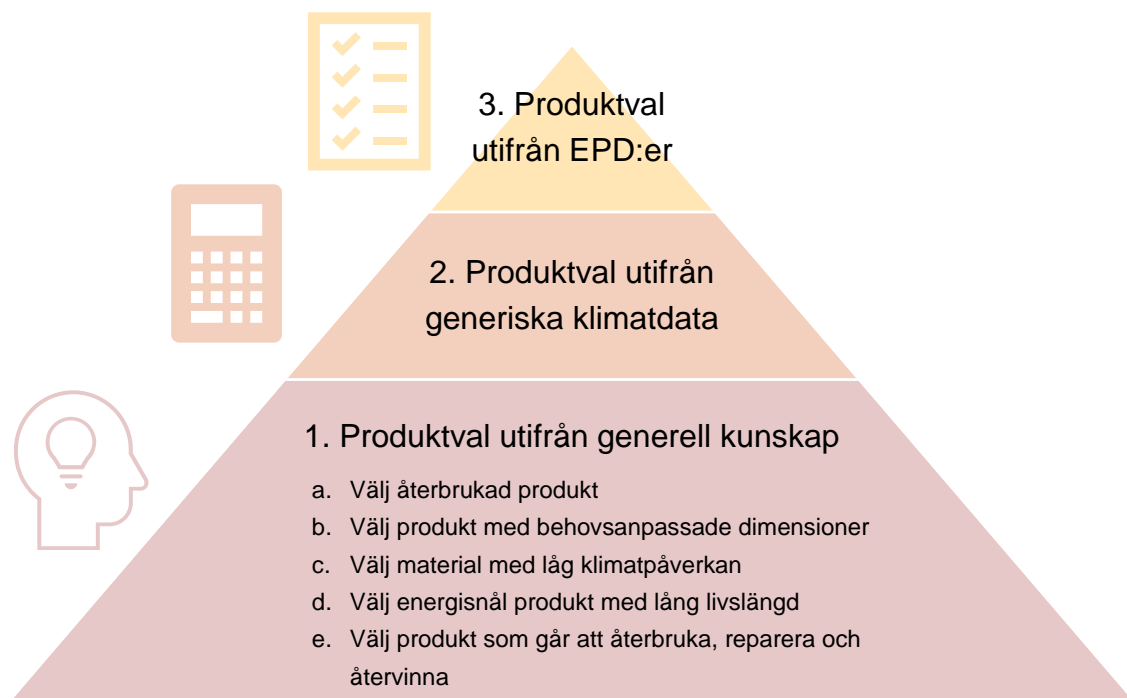 3. Produktval
utifrån EPD:er
2. Produktval utifrån
generiska klimatdata
1. Produktval utifrån generell kunskap
a. Välj återbrukad produkt
b. Välj produkt med behovsanpassade dimensioner
c. Välj material med låg klimatpåverkan
d. Välj energisnål produkt med lång livslängd
e. Välj produkt som går att återbruka, reparera och
återvinna